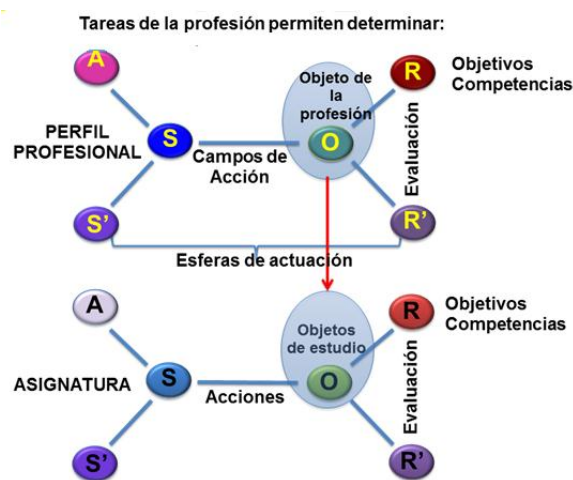 Tareas de la profesión permiten determinar:
A
Objeto de
la
profesión
R
Objetivos
Competencias
PERFIL
PROFESIONAL
S
Campos de
Acción
O
Evaluación
S'
R'
Esferas de actuación
A
Objetos
de estudio
R
Objetivos
Competencias
ASIGNATURA
S
Acciones
O
Evaluación
S'
R'